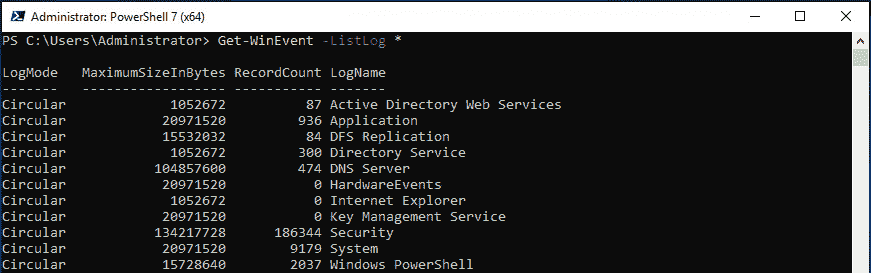 Administrator: PowerShell 7 (x64)
PS C:\Users\Administrator> Get-WinEvent -ListLog *
LogMode   MaximumSizeInBytes RecordCount LogName
-------   ------------------ ----------- -------
Circular             1052672          87 Active Directory Web Services
Circular            20971520         936 Application
Circular            15532032          84 DFS Replication
Circular             1052672         300 Directory Service
Circular           104857600         474 DNS Server
Circular            20971520           0 HardwareEvents
Circular             1052672           0 Internet Explorer
Circular            20971520           0 Key Management Service
Circular           134217728      186344 Security
Circular            20971520        9179 System
Circular            15728640        2037 Windows PowerShell